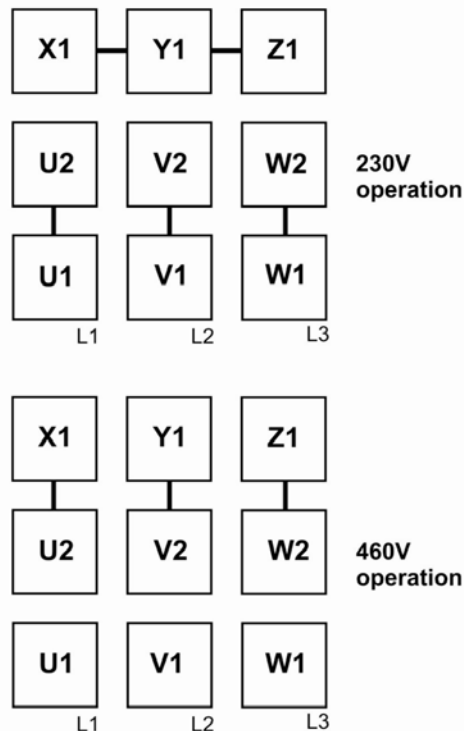 X1 Y1 Z1
U2 V2 W2
230V
operation
U1 V1 W1
L1 L2 L3
X1 Y1 Z1
U2 V2 W2
460V
operation
U1 V1 W1
L1 L2 L3